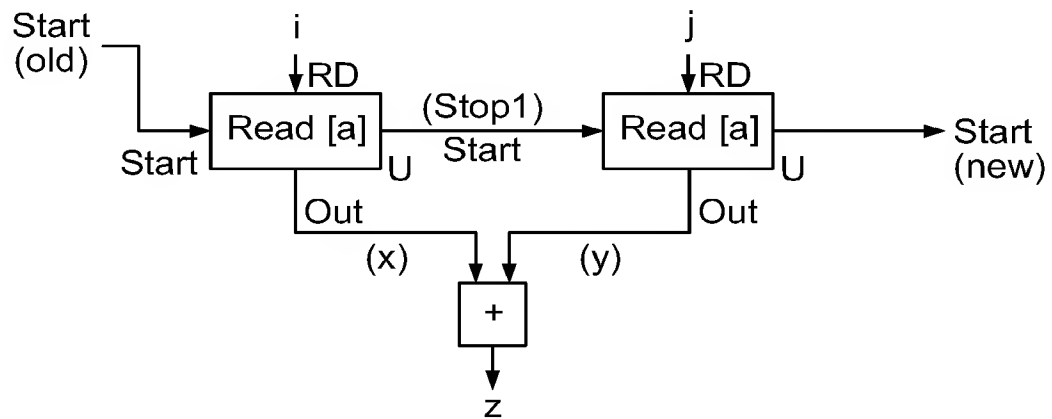 Start
(old)
i
j
RD
RD
Read [a]
(Stop1)
Start
Read [a]
Start
(new)
Start
U
U
Out
Out
(x)
(y)
+
z